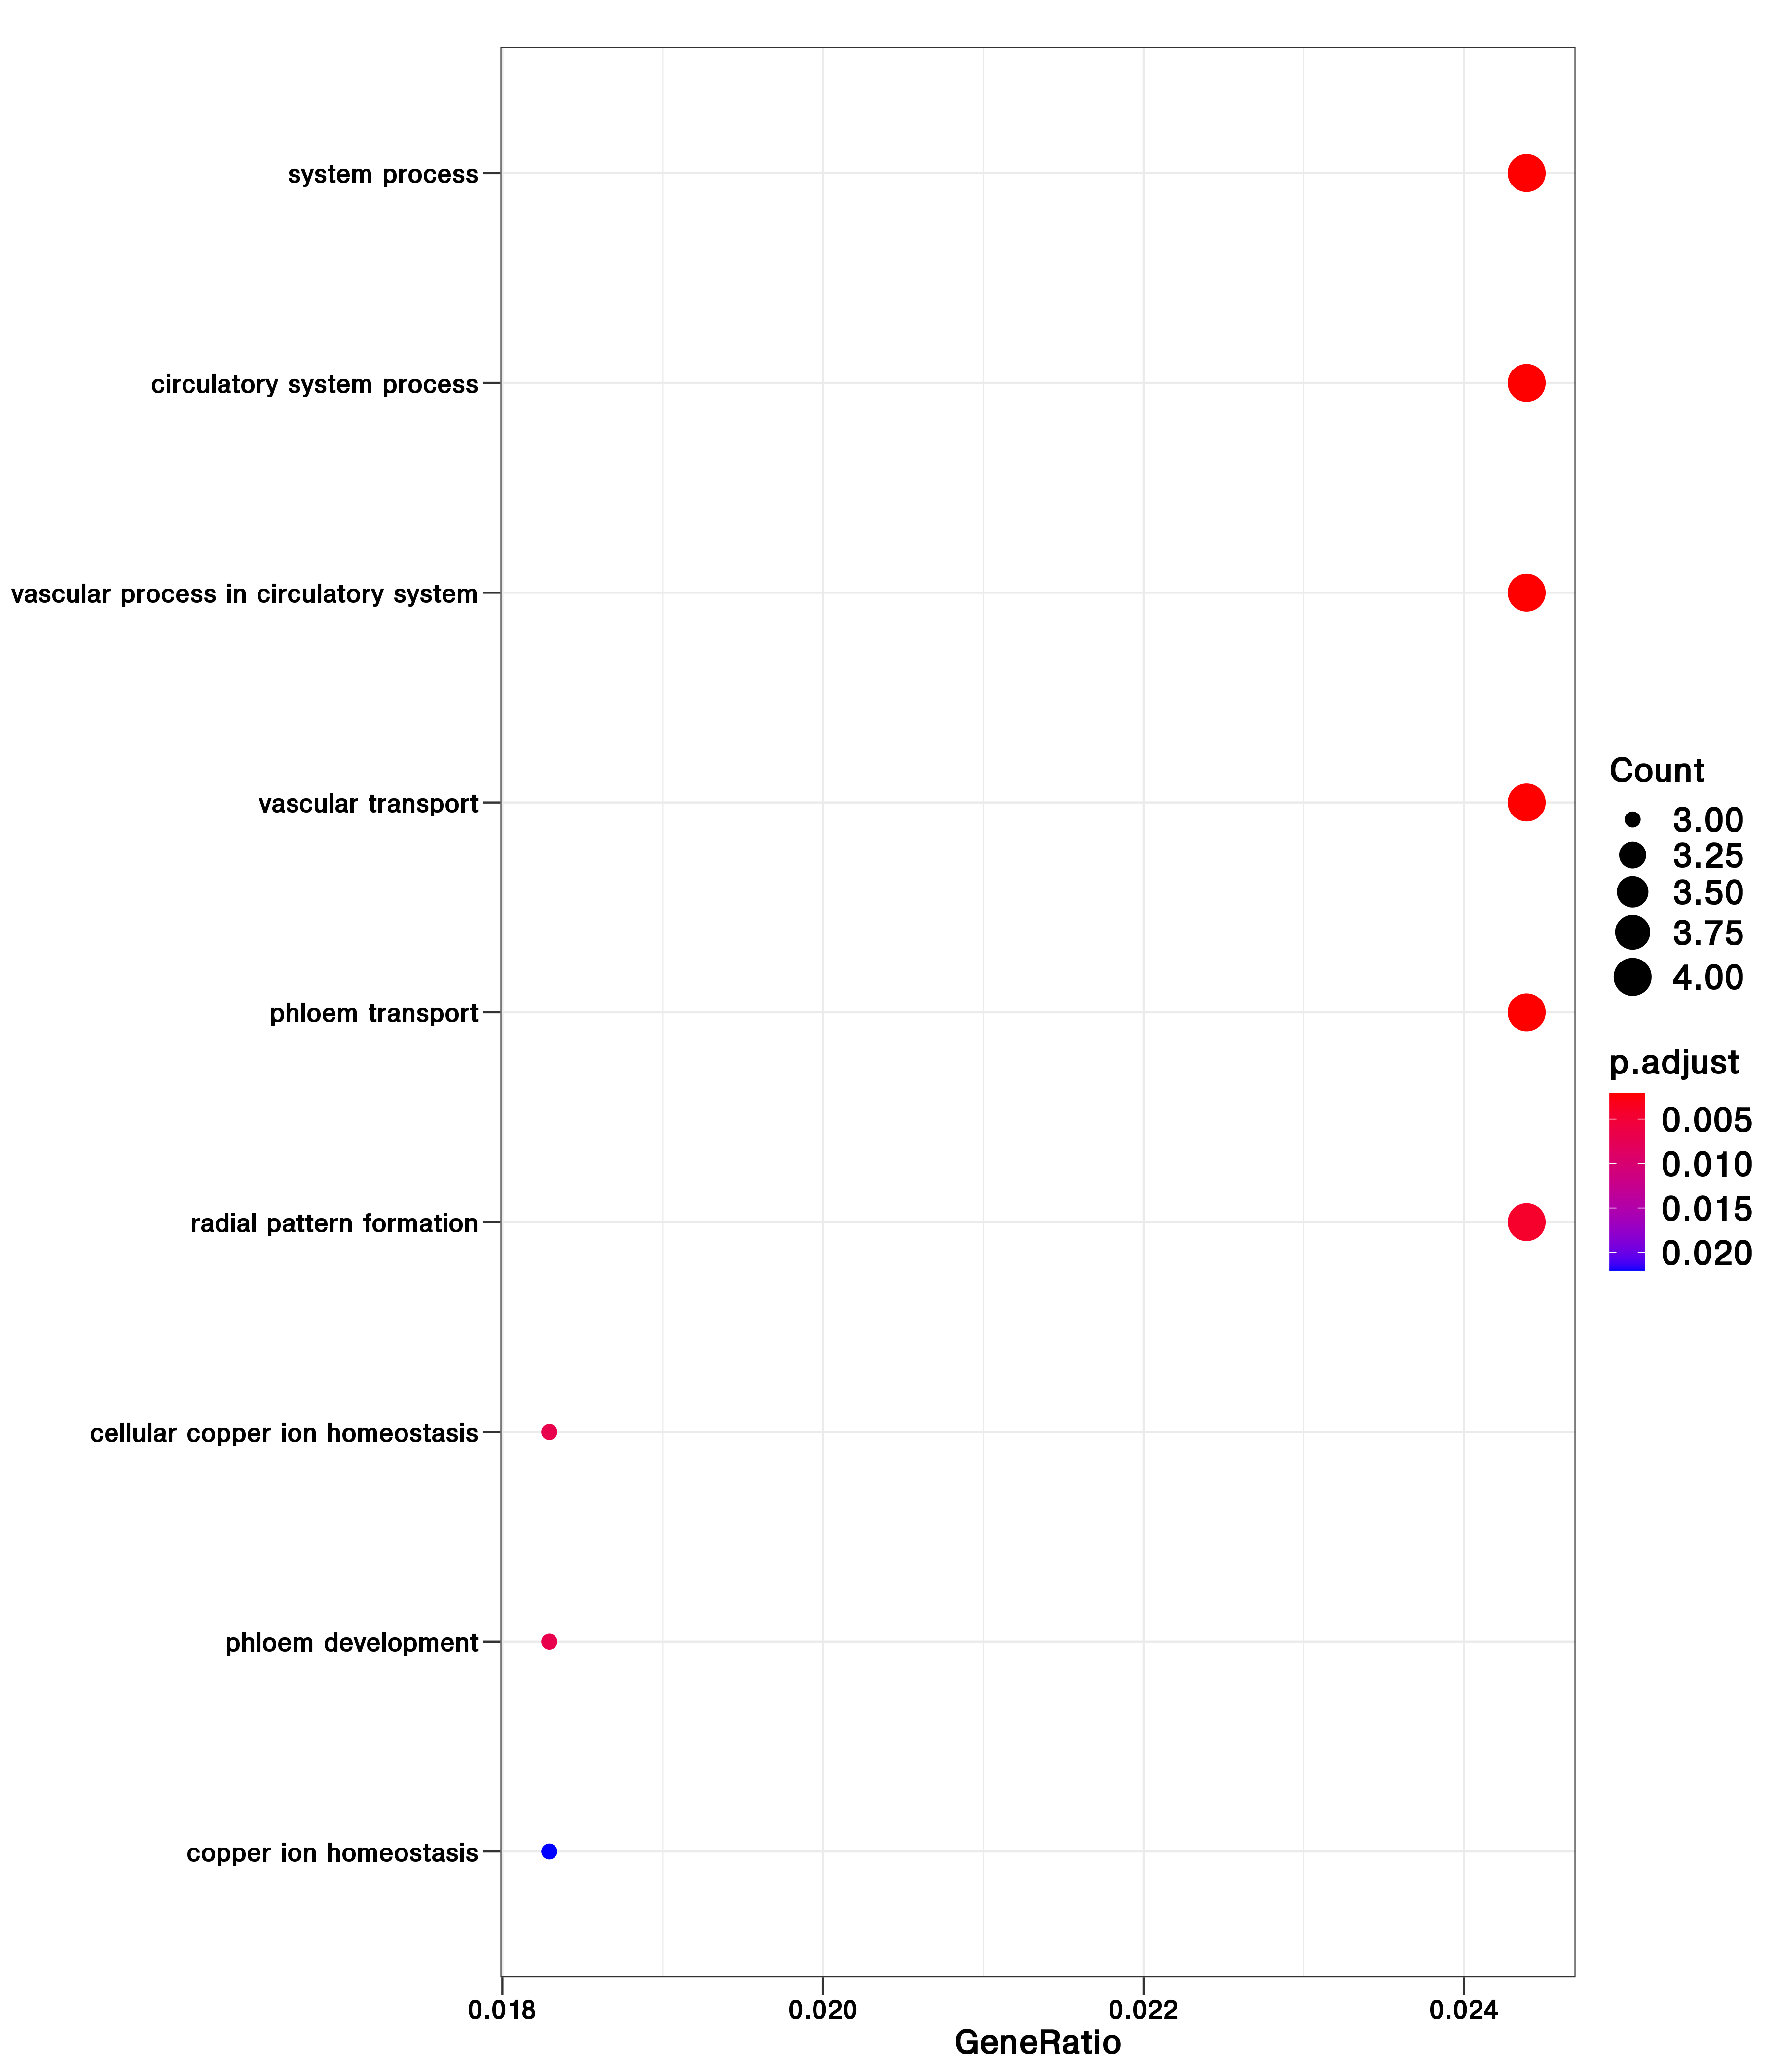 system process
circulatory system process
vascular process in circulatory system
vascular transport
phloem transport
radial pattern formation
cellular copper ion homeostasis
phloem development
copper ion homeostasis
0.018
0.020
0.022
0.024
GeneRatio
Count
3.00
3.25
3.50
3.75
4.00
p.adjust
0.005
0.010
0.015
0.020